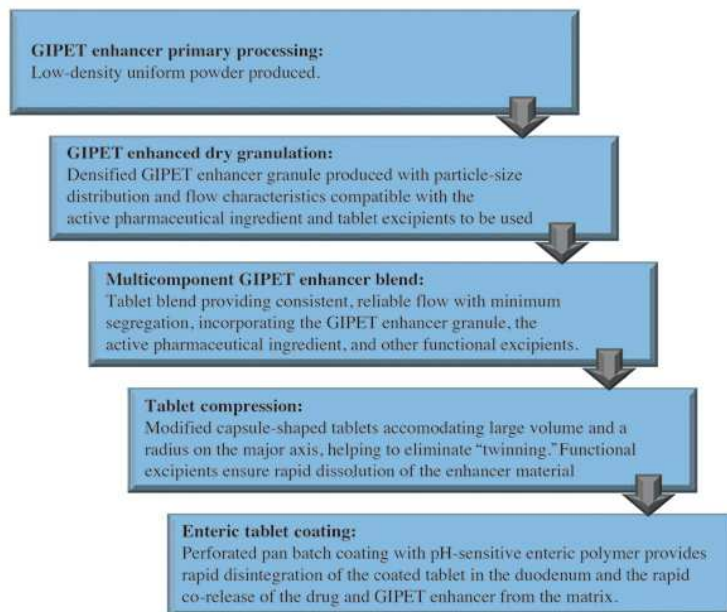 GIPET enhancer primary processing:
Low-density uniform powder produced.
GIPET enhanced dry granulation:
Densified GIPET enhancer granule produced with particle-size
distribution and flow characteristics compatible with the
active pharmaceutical ingredient and tablet excipients to be used
Multicomponent GIPET enhancer blend:
Tablet blend providing consistent, reliable flow with minimum
segregation, incorporating the GIPET enhancer granule, the
active pharmaceutical ingredient, and other functional excipients.
Tablet compression:
Modified capsule-shaped tablets accomodating large volume and a
radius on the major axis, helping to eliminate “twinning.”Functional
excipients ensure rapid dissolution of the enhancer material
Enteric tablet coating:
Perforated pan batch coating with pH-sensitive enteric polymer provides
rapid disintegration of the coated tablet in the duodenum and the rapid
co-release of the drug and GIPET enhancer from the matrix.